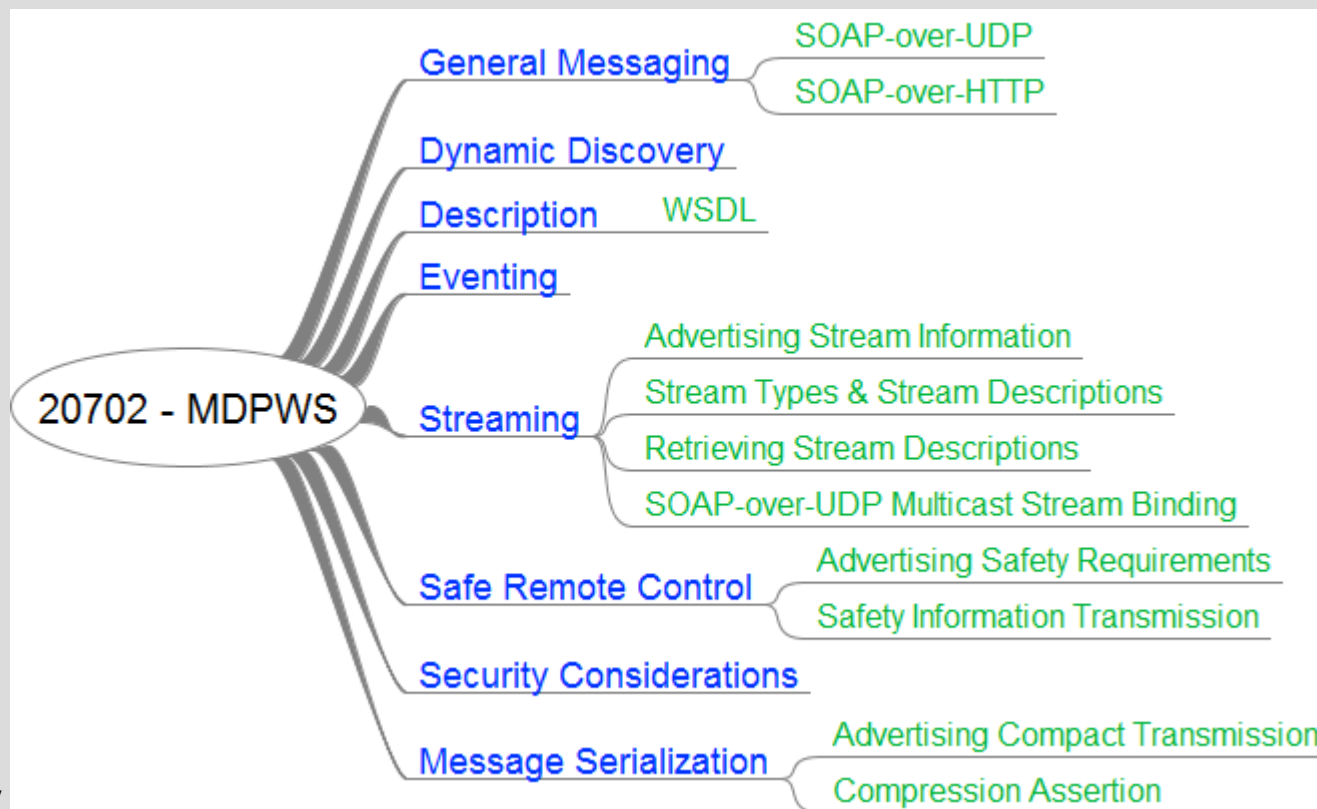 General Messaging
SOAP-over-UDP
SOAP-over-HTTP
Dynamic Discovery
Description
WSDL
Eventing
20702 - MDPWS
Streaming
Advertising Stream Information
Stream Types & Stream Descriptions
Retrieving Stream Descriptions
SOAP-over-UDP Multicast Stream Binding
Safe Remote Control
Advertising Safety Requirements
Safety Information Transmission
Security Considerations
Message Serialization
Advertising Compact Transmission
Compression Assertion